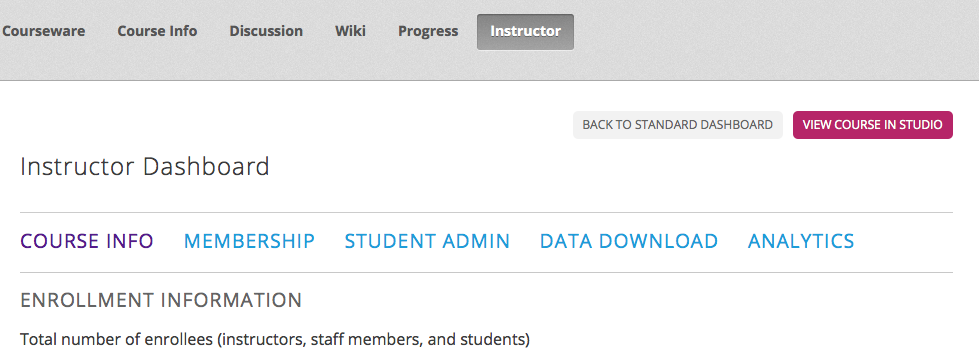 Courseware Course Info Discussion Wiki Progress Instructor
BACK TO STANDARD DASHBOARD VIEW COURSE IN STUDIO
Instructor Dashboard
COURSE INFO MEMBERSHIP STUDENT ADMIN DATA DOWNLOAD ANALYTICS
ENROLLMENT INFORMATION
Total number of enrollees (instructors, staff members, and students)